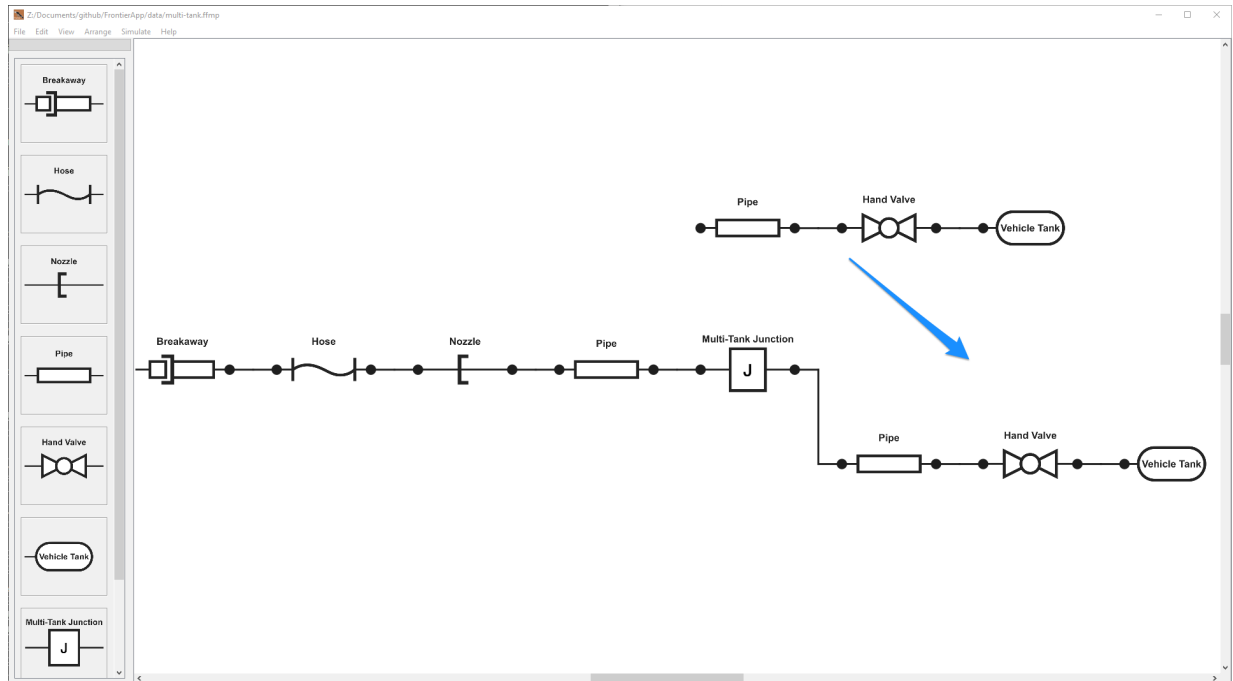 Z:/Documents/github/FrontierApp/data/multi-tank.ffmp
File Edit View Arrange Simulate Help
Breakaway
Hose
Nozzle
Pipe
Hand Valve
Vehicle Tank
Multi-Tank Junction
J
Pipe
Hand Valve
Vehicle Tank
Breakaway
Hose
Nozzle
Pipe
Multi-Tank Junction
J
Pipe
Hand Valve
Vehicle Tank